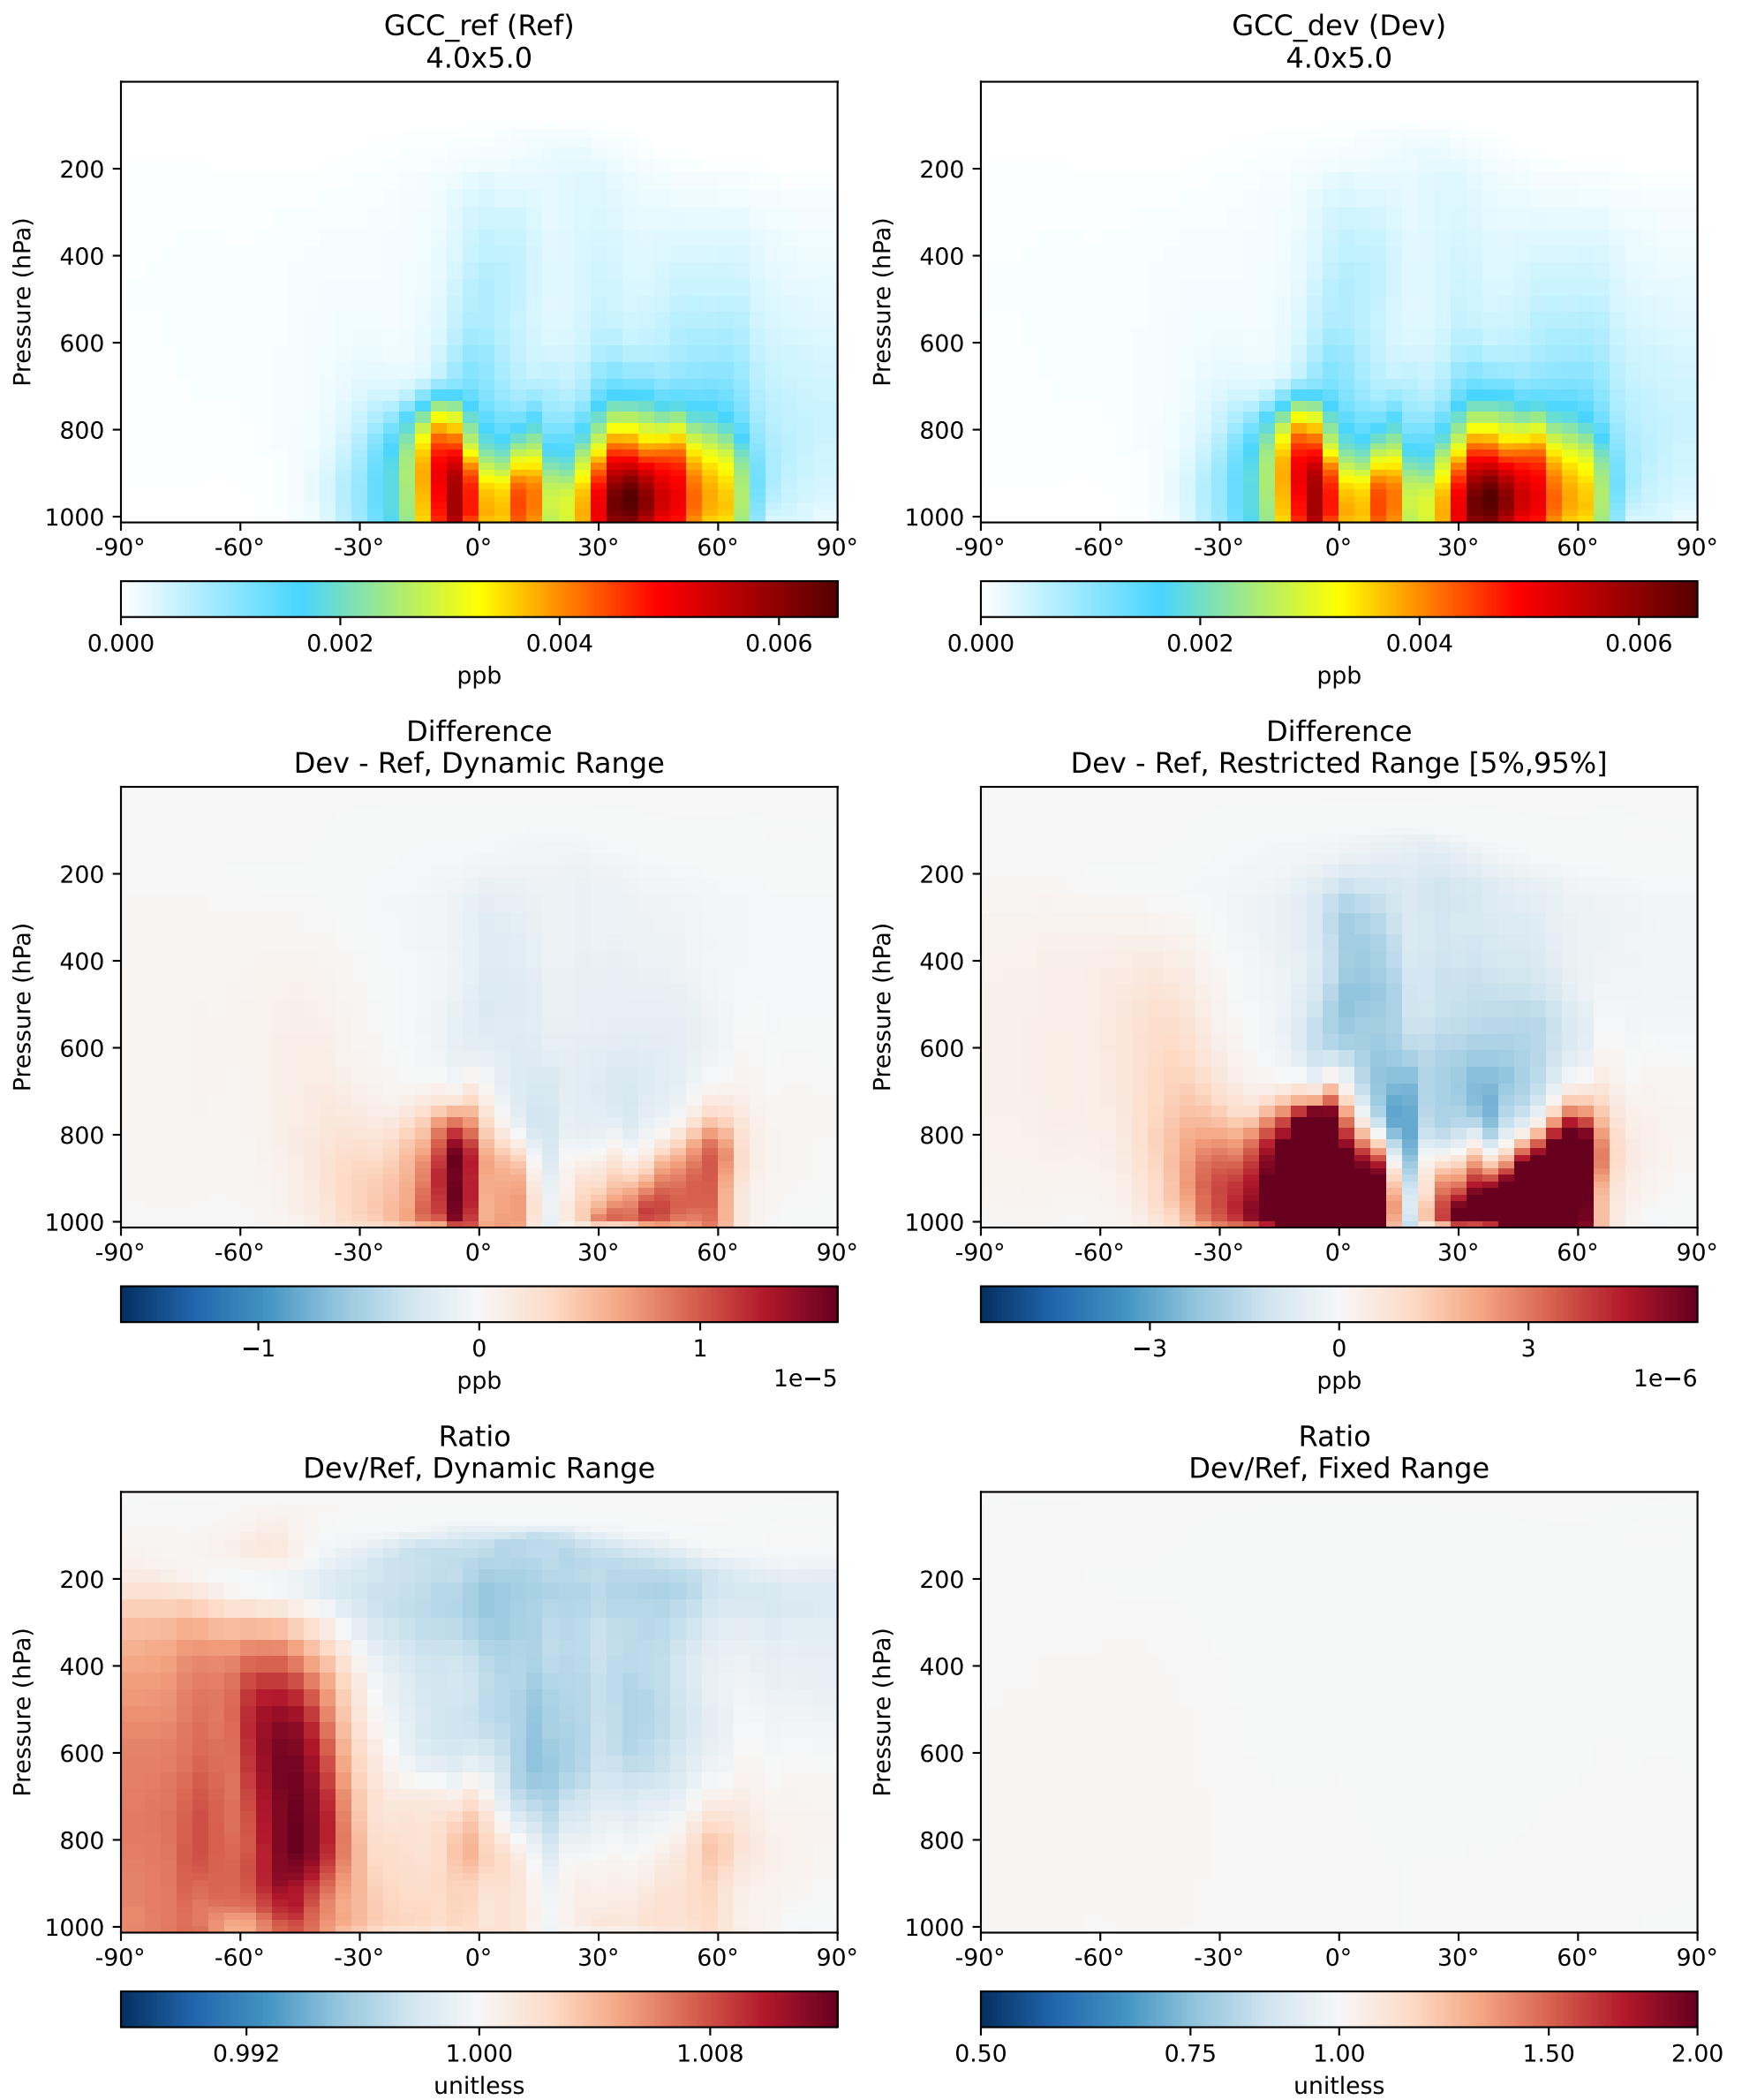 GCC_ref (Ref)
4.0x5.0
GCC_dev (Dev)
4.0x5.0
Pressure (hPa)
200
400
600
800
1000
-90° -60° -30° 0° 30° 60° 90°
0.000 0.002 0.004 0.006
ppb
Pressure (hPa)
200
400
600
800
1000
-90° -60° -30° 0° 30° 60° 90°
0.000 0.002 0.004 0.006
ppb
Difference
Dev - Ref, Dynamic Range
Pressure (hPa)
200
400
600
800
1000
-90° -60° -30° 0° 30° 60° 90°
−1 0 1
ppb
1e−5
Difference
Dev - Ref, Restricted Range [5%,95%]
Pressure (hPa)
200
400
600
800
1000
-90° -60° -30° 0° 30° 60° 90°
−3 0 3
ppb
1e−6
Ratio
Dev/Ref, Dynamic Range
Pressure (hPa)
200
400
600
800
1000
-90° -60° -30° 0° 30° 60° 90°
0.992 1.000 1.008
unitless
Ratio
Dev/Ref, Fixed Range
Pressure (hPa)
200
400
600
800
1000
-90° -60° -30° 0° 30° 60° 90°
0.50 0.75 1.00 1.50 2.00
unitless